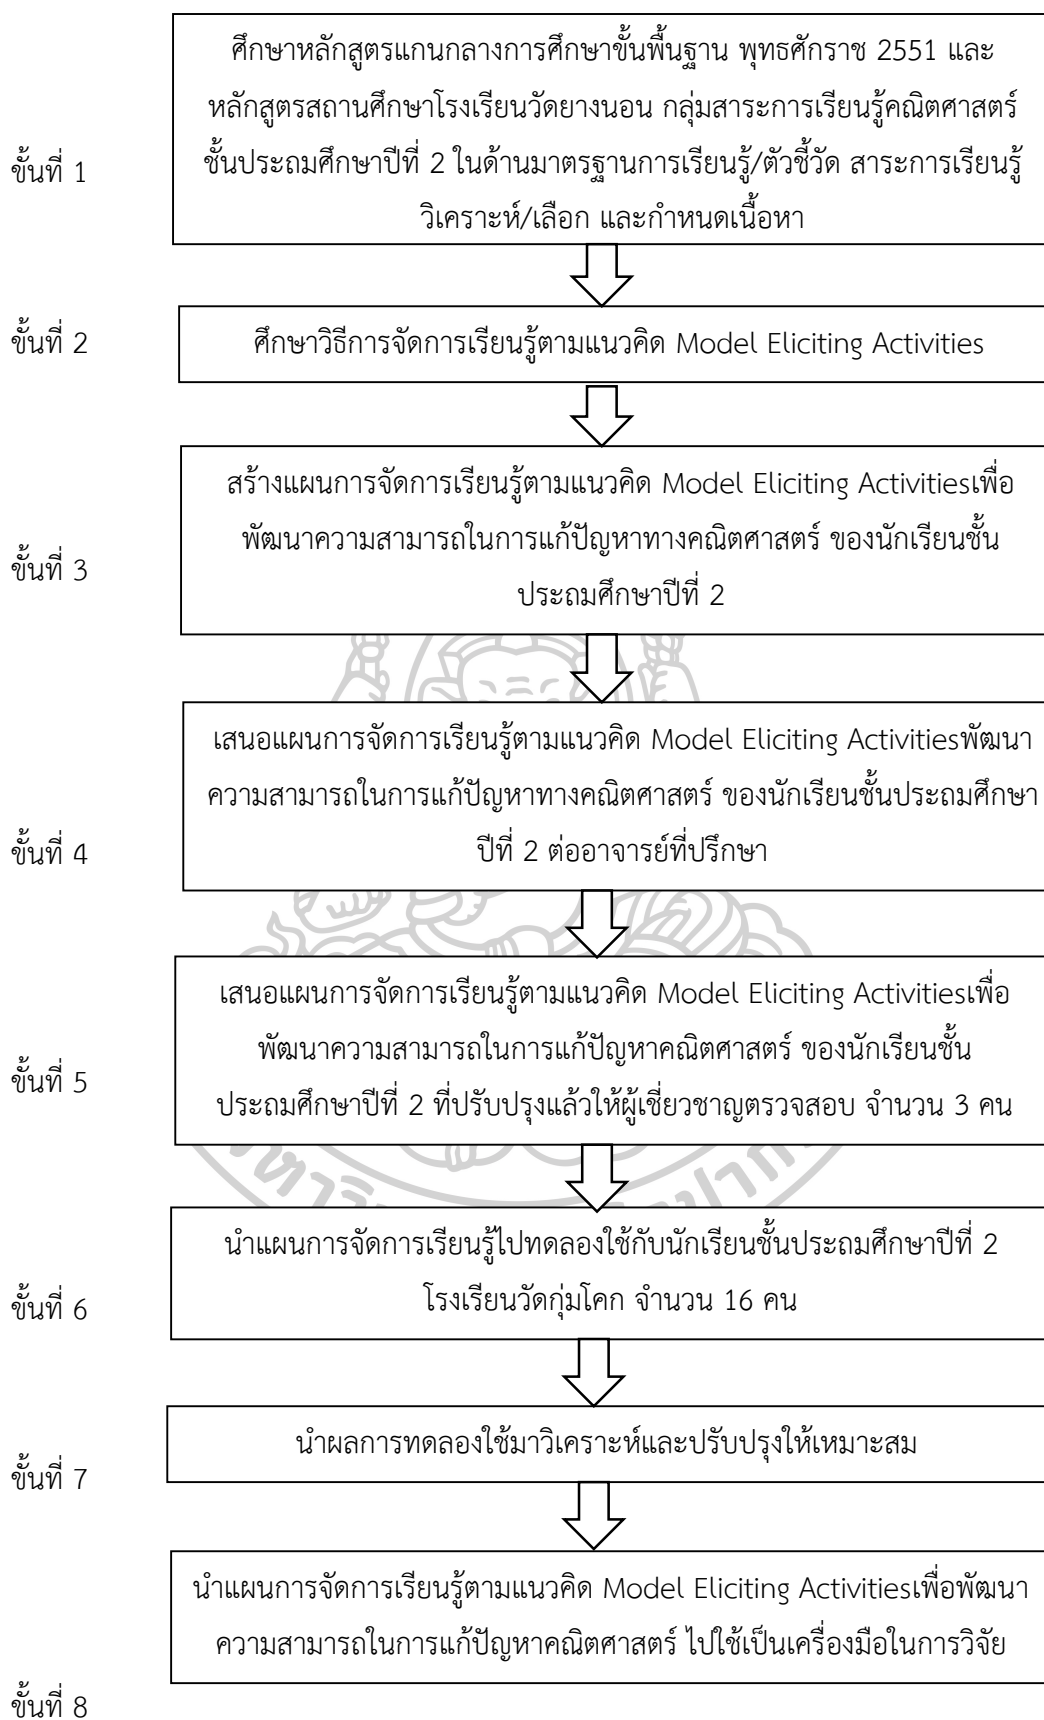 ศึกษาหลักสูตรแกนกลางการศึกษาขั้นพื้นฐาน พุทธศักราช 2551 และ
หลักสูตรสถานศึกษาโรงเรียนวัดยางนอน กลุ่มสาระการเรียนรู้คณิตศาสตร์
ขั้นที่ 1
ชั้นประถมศึกษาปีที่ 2 ในด้านมาตรฐานการเรียนรู้/ตัวชี้วัด สาระการเรียนรู้
วิเคราะห์/เลือก และกำหนดเนื้อหา
ขั้นที่ 2
ศึกษาวิธีการจัดการเรียนรู้ตามแนวคิด Model Eliciting Activities
สร้างแผนการจัดการเรียนรู้ตามแนวคิด Model Eliciting Activitiesเพื่อ
พัฒนาความสามารถในการแก้ปัญหาทางคณิตศาสตร์ ของนักเรียนชั้น
ขั้นที่ 3
ประถมศึกษาปีที่ 2
เสนอแผนการจัดการเรียนรู้ตามแนวคิด Model Eliciting Activitiesพัฒนา
ความสามารถในการแก้ปัญหาทางคณิตศาสตร์ ของนักเรียนชั้นประถมศึกษา
ขั้นที่ 4
ปีที่ 2 ต่ออาจารย์ที่ปรึกษา
เสนอแผนการจัดการเรียนรู้ตามแนวคิด Model Eliciting Activitiesเพื่อ
พัฒนาความสามารถในการแก้ปัญหาคณิตศาสตร์ ของนักเรียนชั้น
ขั้นที่ 5
ประถมศึกษาปีที่ 2 ที่ปรับปรุงแล้วให้ผู้เชี่ยวชาญตรวจสอบ จำนวน 3 คน
นำแผนการจัดการเรียนรู้ไปทดลองใช้กับนักเรียนชั้นประถมศึกษาปีที่ 2
โรงเรียนวัดกุ่มโคก จำนวน 16 คน
ขั้นที่ 6
นำผลการทดลองใช้มาวิเคราะห์และปรับปรุงให้เหมาะสม
ขั้นที่ 7
นำแผนการจัดการเรียนรู้ตามแนวคิด Model Eliciting Activitiesเพื่อพัฒนา
ความสามารถในการแก้ปัญหาคณิตศาสตร์ ไปใช้เป็นเครื่องมือในการวิจัย
ขั้นที่ 8